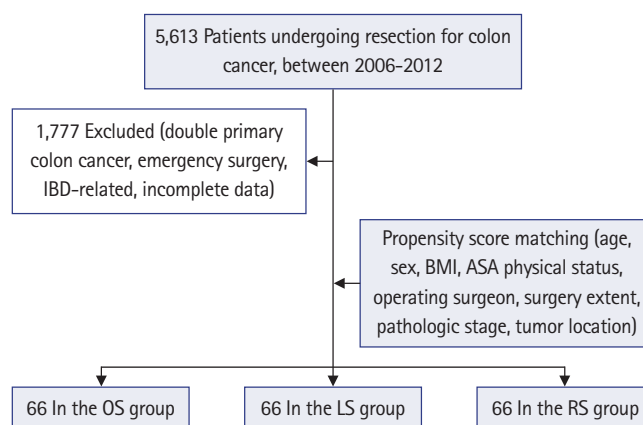 5,613 Patients undergoing resection for colon
cancer, between 2006-2012
1,777 Excluded (double primary
colon cancer, emergency surgery,
IBD-related, incomplete data)
Propensity score matching (age,
sex, BMI, ASA physical status,
operating surgeon, surgery extent,
pathologic stage, tumor location)
66 In the OS group
66 In the LS group
66 In the RS group